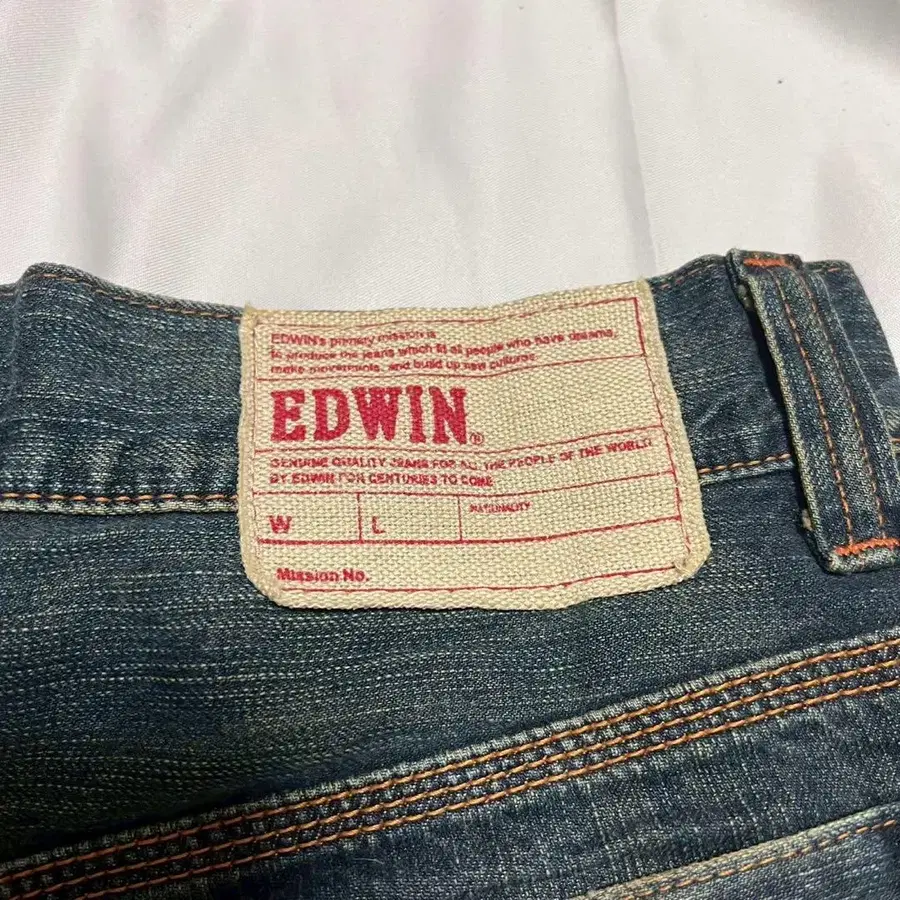 EDWIN's primary mission is
to produce the jeans which fit all people who have dreams,
make movements, and build up new cultures.
EDWIN®
GENUINE QUALITY JEANS FOR ALL THE PEOPLE OF THE WORLD
BY EDWIN FOR CENTURIES TO COME
W L NATIONALITY
Mission No.